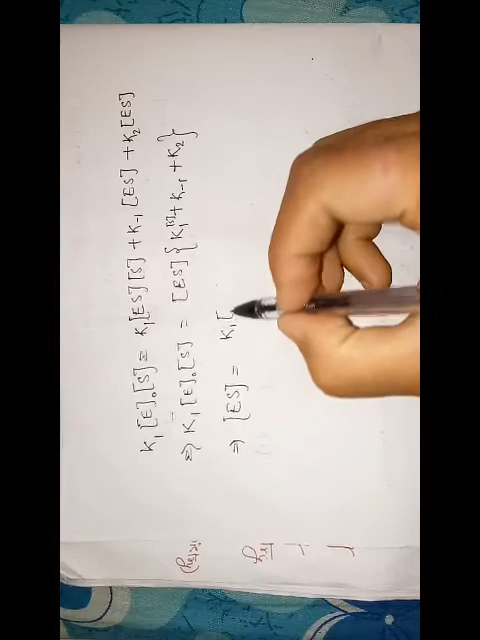 K₁[E]₀[S] = K₁[ES][S] + K₋₁[ES] + K₂[ES]
⇒ K₁[E]₀[S] = [ES]{K₁[S] + K₋₁ + K₂}
⇒ [ES] = K₁[